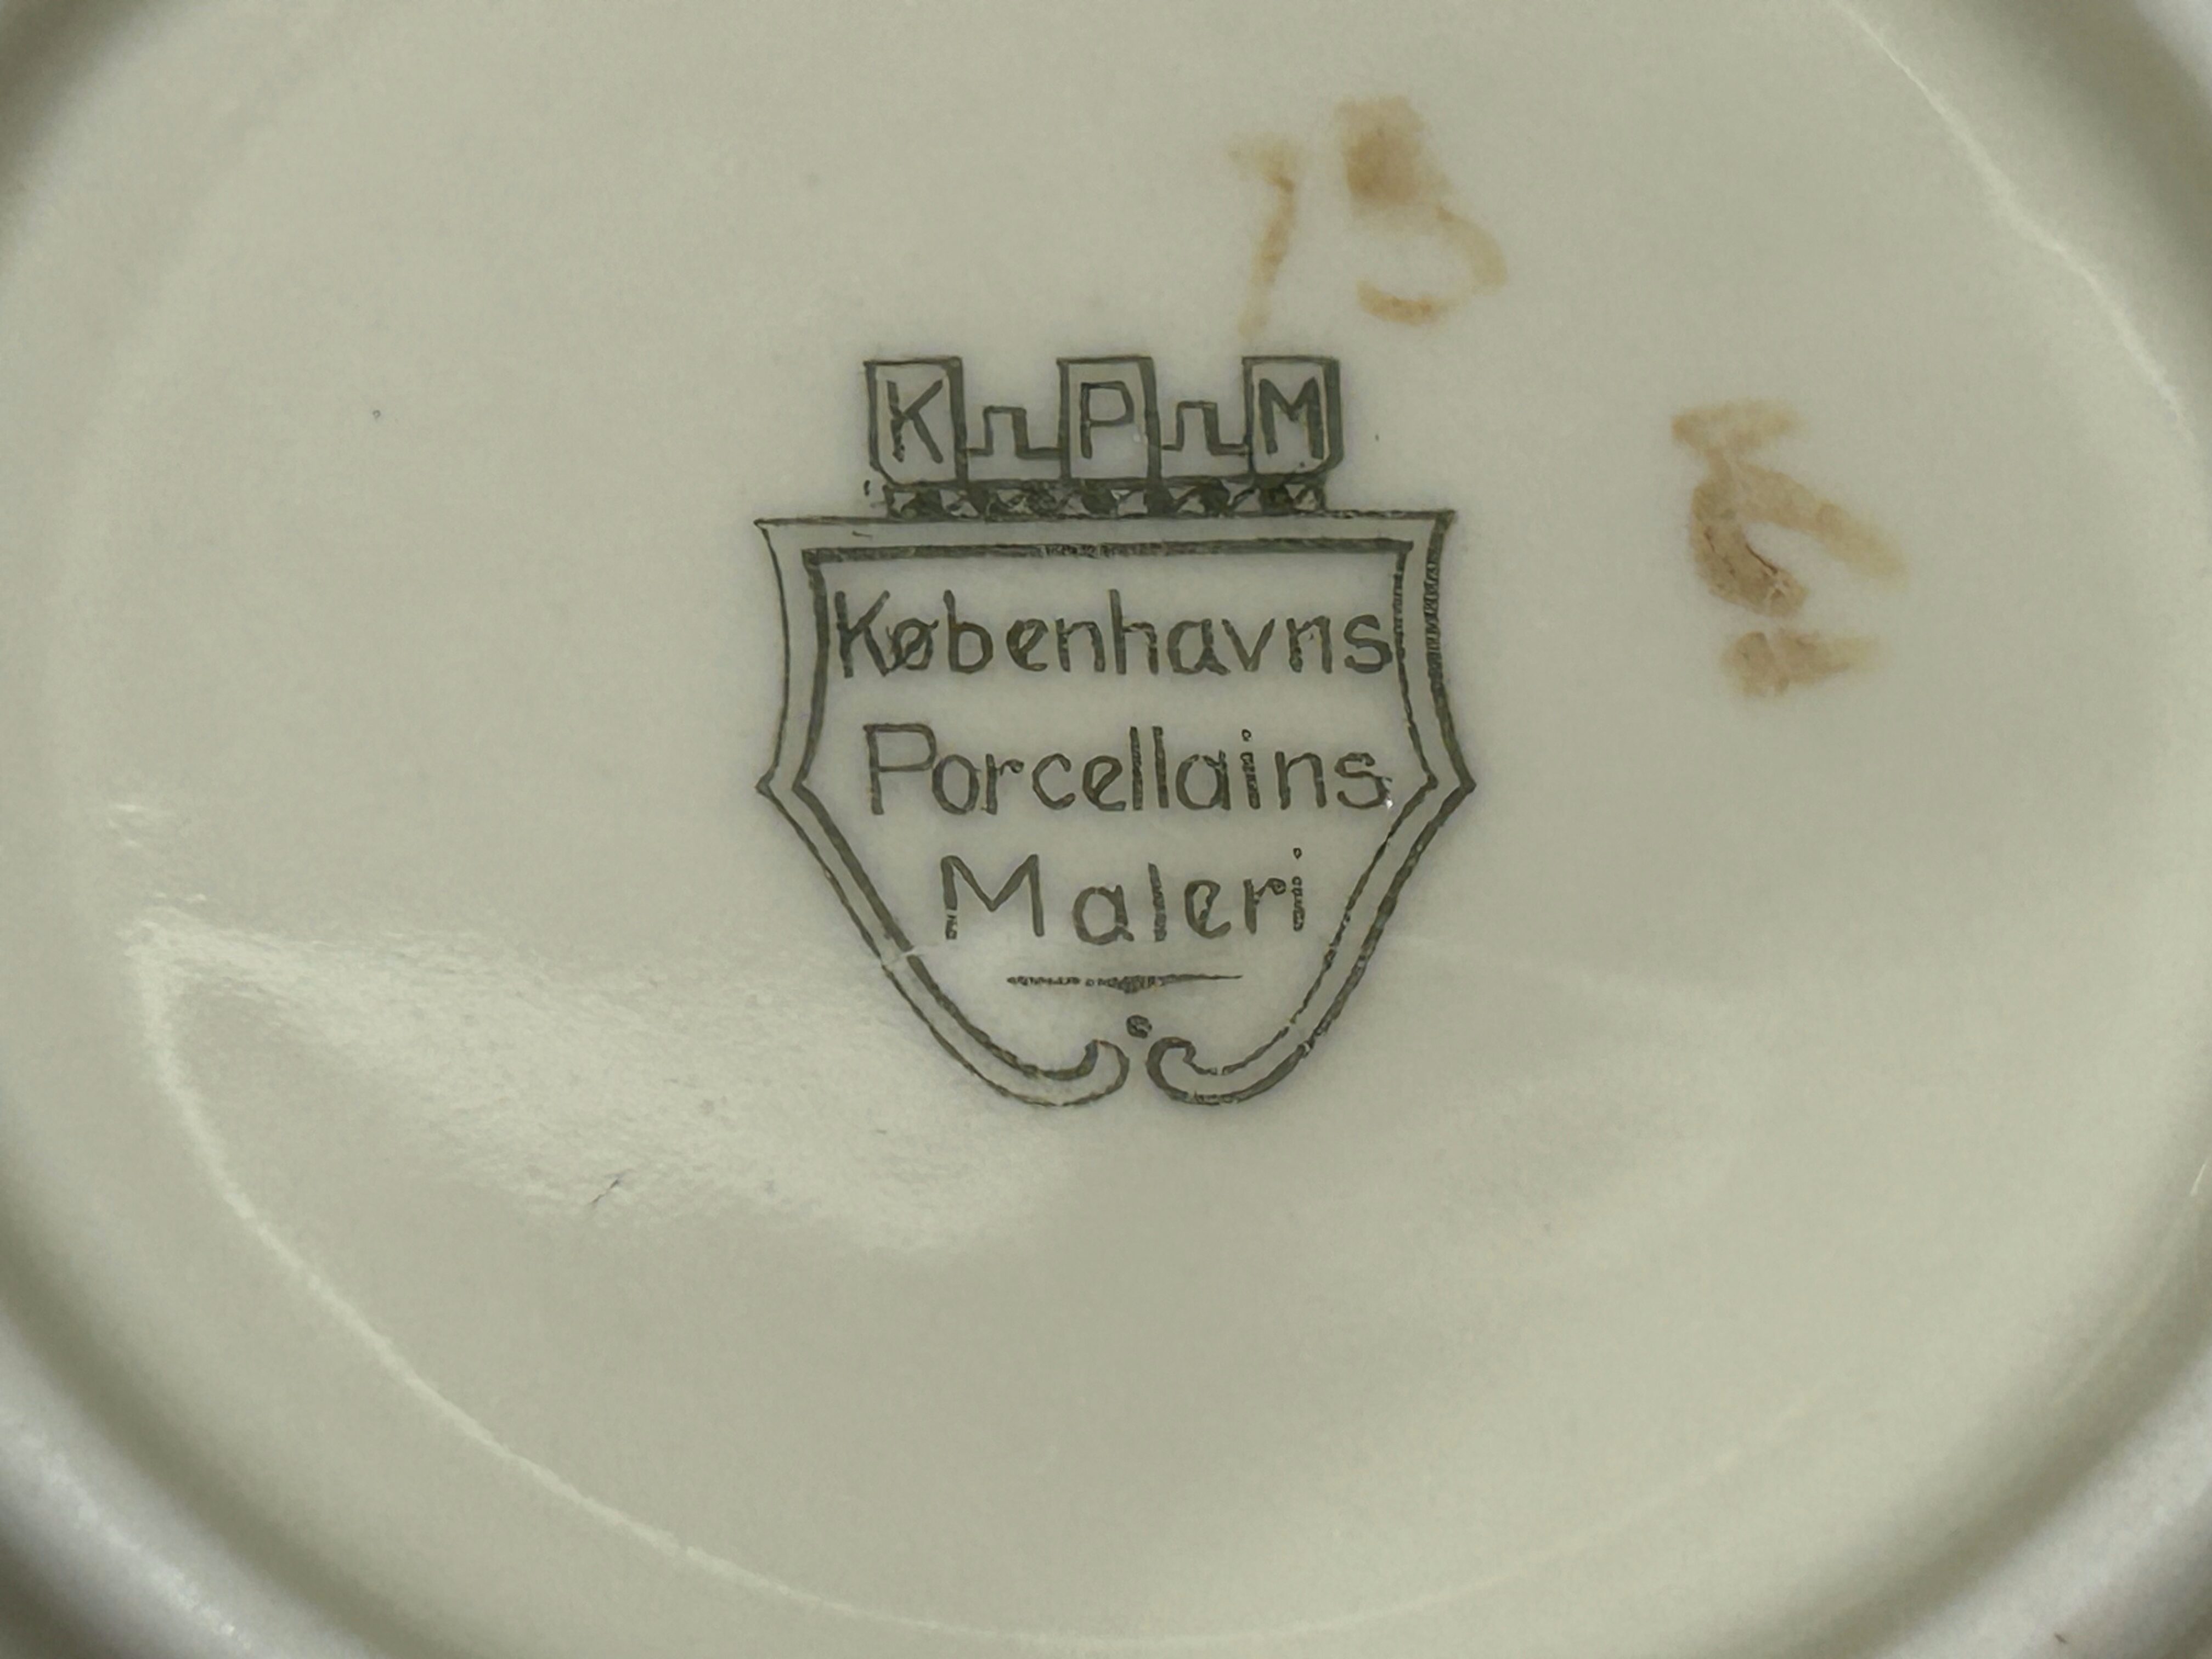 K P M
Københavns
Porcellains
Maleri